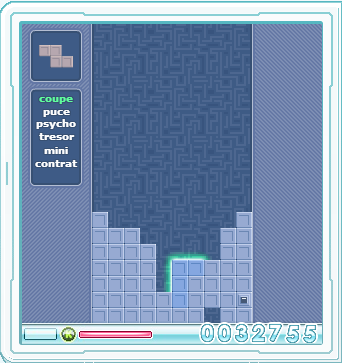 coupe
puce
psycho
tresor
mini
contrat
0032755